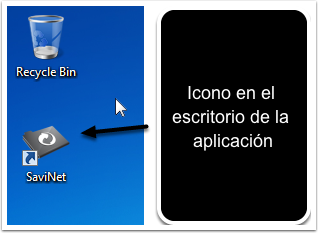 Recycle Bin
SaviNet
Icono en el
escritorio de la
aplicación